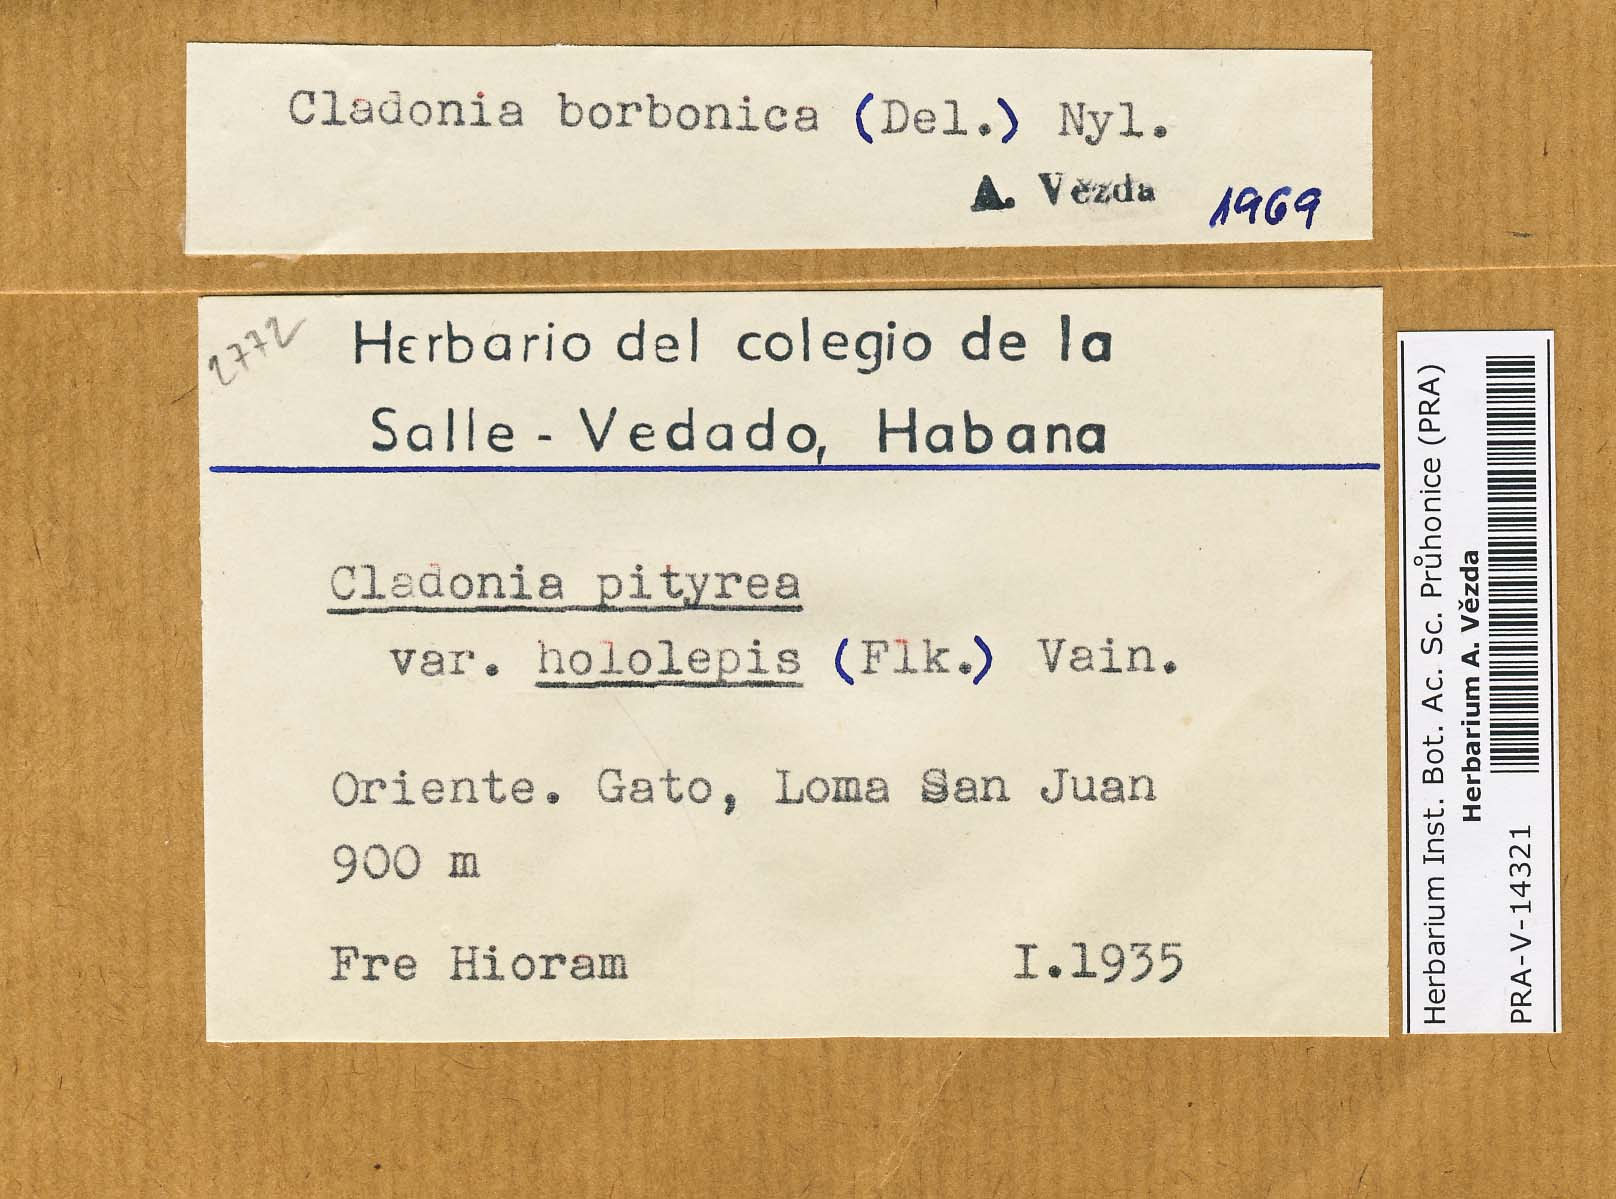 Cladonia borbonica (Del.) Nyl.
A. Vězda 1969
2772
Herbario del colegio de la
Salle - Vedado, Habana
Cladonia pityrea
var. hololepis (Flk.) Vain.
Oriente. Gato, Loma San Juan
900 m
Fre Hioram I.1935
Herbarium Inst. Bot. Ac. Sc. Průhonice (PRA)
Herbarium A. Vězda
PRA-V-14321